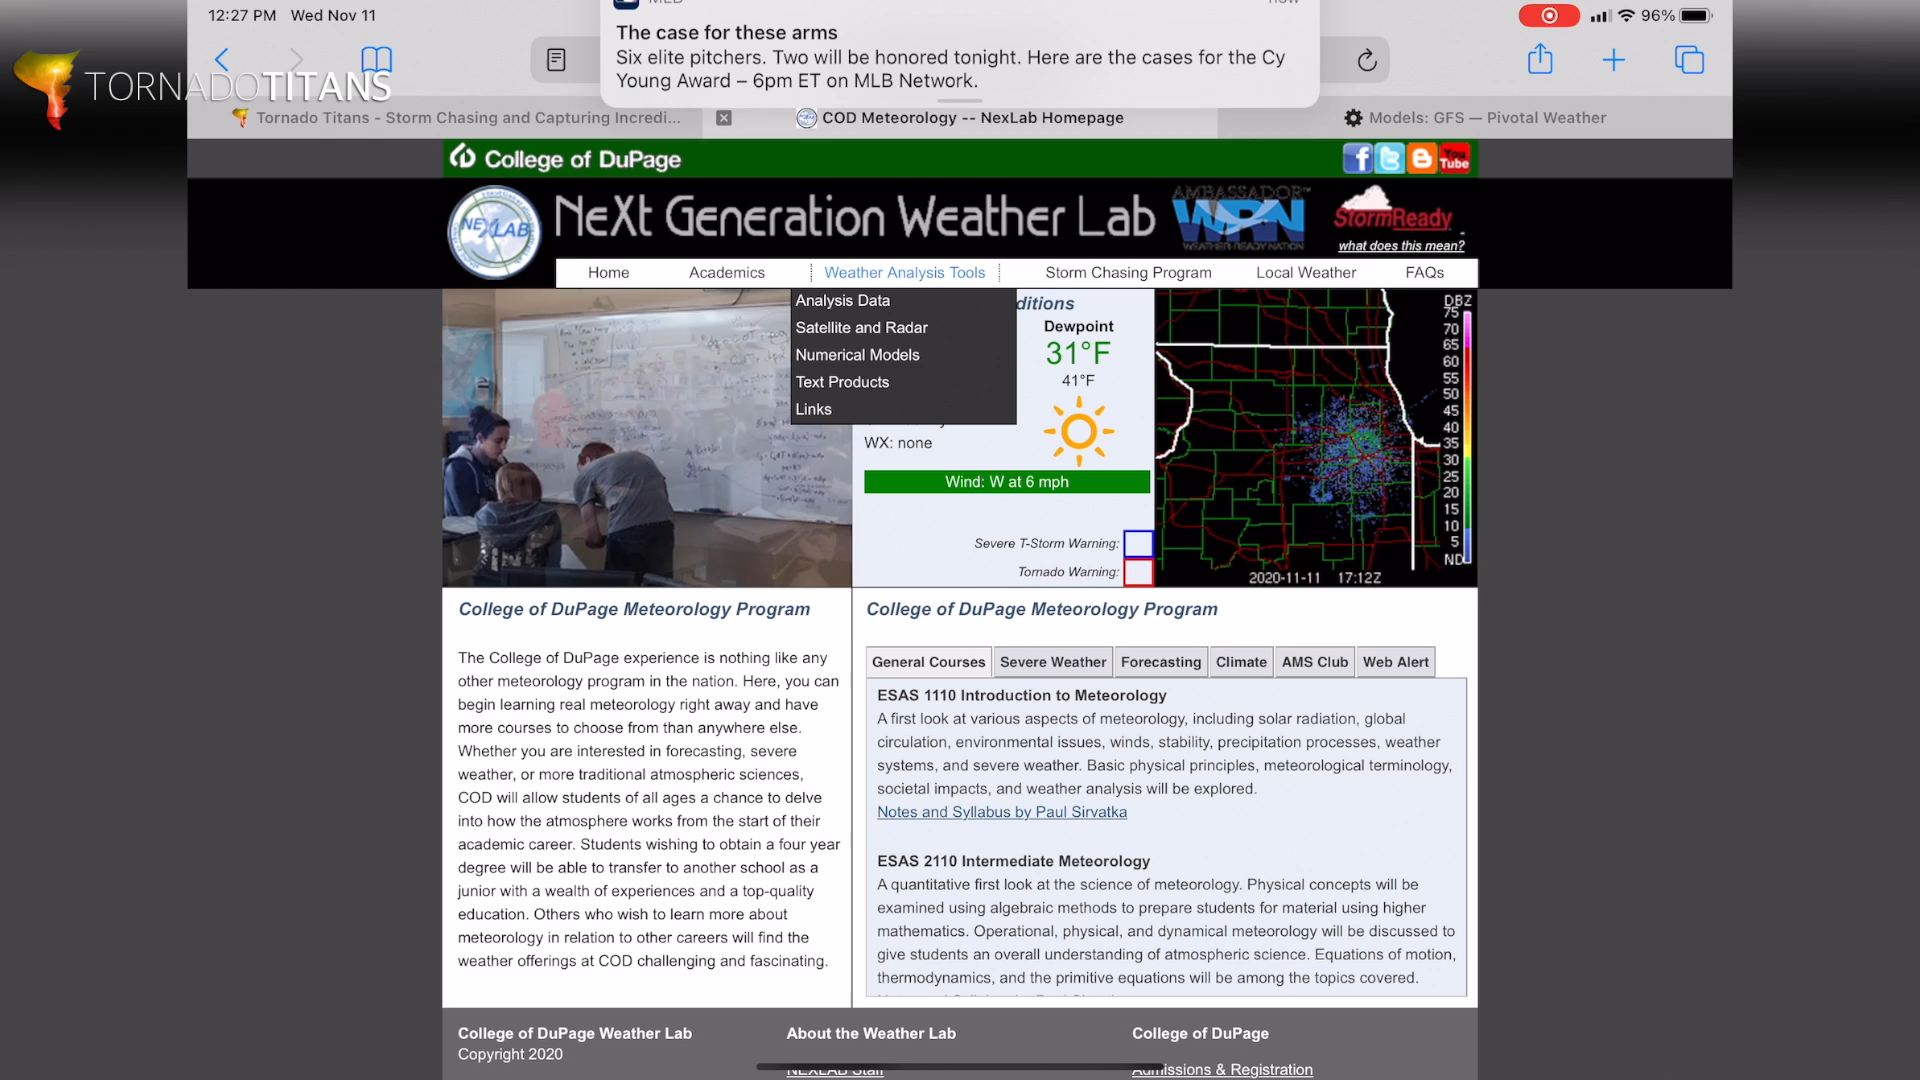 12:27 PM Wed Nov 11
96%
The case for these arms
Six elite pitchers. Two will be honored tonight. Here are the cases for the Cy
Young Award – 6pm ET on MLB Network.
TORNADOTITANS
Tornado Titans - Storm Chasing and Capturing Incredi...
COD Meteorology -- NexLab Homepage
Models: GFS — Pivotal Weather
College of DuPage
You
Tube
NEXLAB
NeXt Generation Weather Lab
AMBASSADOR
WRN
WEATHER-READY NATION
StormReady
what does this mean?
Home
Academics
Weather Analysis Tools
Storm Chasing Program
Local Weather
FAQs
Analysis Data
Satellite and Radar
Numerical Models
Text Products
Links
ditions
Dewpoint
31°F
41°F
WX: none
Wind: W at 6 mph
Severe T-Storm Warning:
Tornado Warning:
DBZ
75
70
65
60
55
50
45
40
35
30
25
20
15
10
5
ND
2020-11-11 17:12Z
College of DuPage Meteorology Program
The College of DuPage experience is nothing like any
other meteorology program in the nation. Here, you can
begin learning real meteorology right away and have
more courses to choose from than anywhere else.
Whether you are interested in forecasting, severe
weather, or more traditional atmospheric sciences,
COD will allow students of all ages a chance to delve
into how the atmosphere works from the start of their
academic career. Students wishing to obtain a four year
degree will be able to transfer to another school as a
junior with a wealth of experiences and a top-quality
education. Others who wish to learn more about
meteorology in relation to other careers will find the
weather offerings at COD challenging and fascinating.
College of DuPage Meteorology Program
General Courses
Severe Weather
Forecasting
Climate
AMS Club
Web Alert
ESAS 1110 Introduction to Meteorology
A first look at various aspects of meteorology, including solar radiation, global
circulation, environmental issues, winds, stability, precipitation processes, weather
systems, and severe weather. Basic physical principles, meteorological terminology,
societal impacts, and weather analysis will be explored.
Notes and Syllabus by Paul Sirvatka
ESAS 2110 Intermediate Meteorology
A quantitative first look at the science of meteorology. Physical concepts will be
examined using algebraic methods to prepare students for material using higher
mathematics. Operational, physical, and dynamical meteorology will be discussed to
give students an overall understanding of atmospheric science. Equations of motion,
thermodynamics, and the primitive equations will be among the topics covered.
College of DuPage Weather Lab
Copyright 2020
About the Weather Lab
NEXLAB Staff
College of DuPage
Admissions & Registration